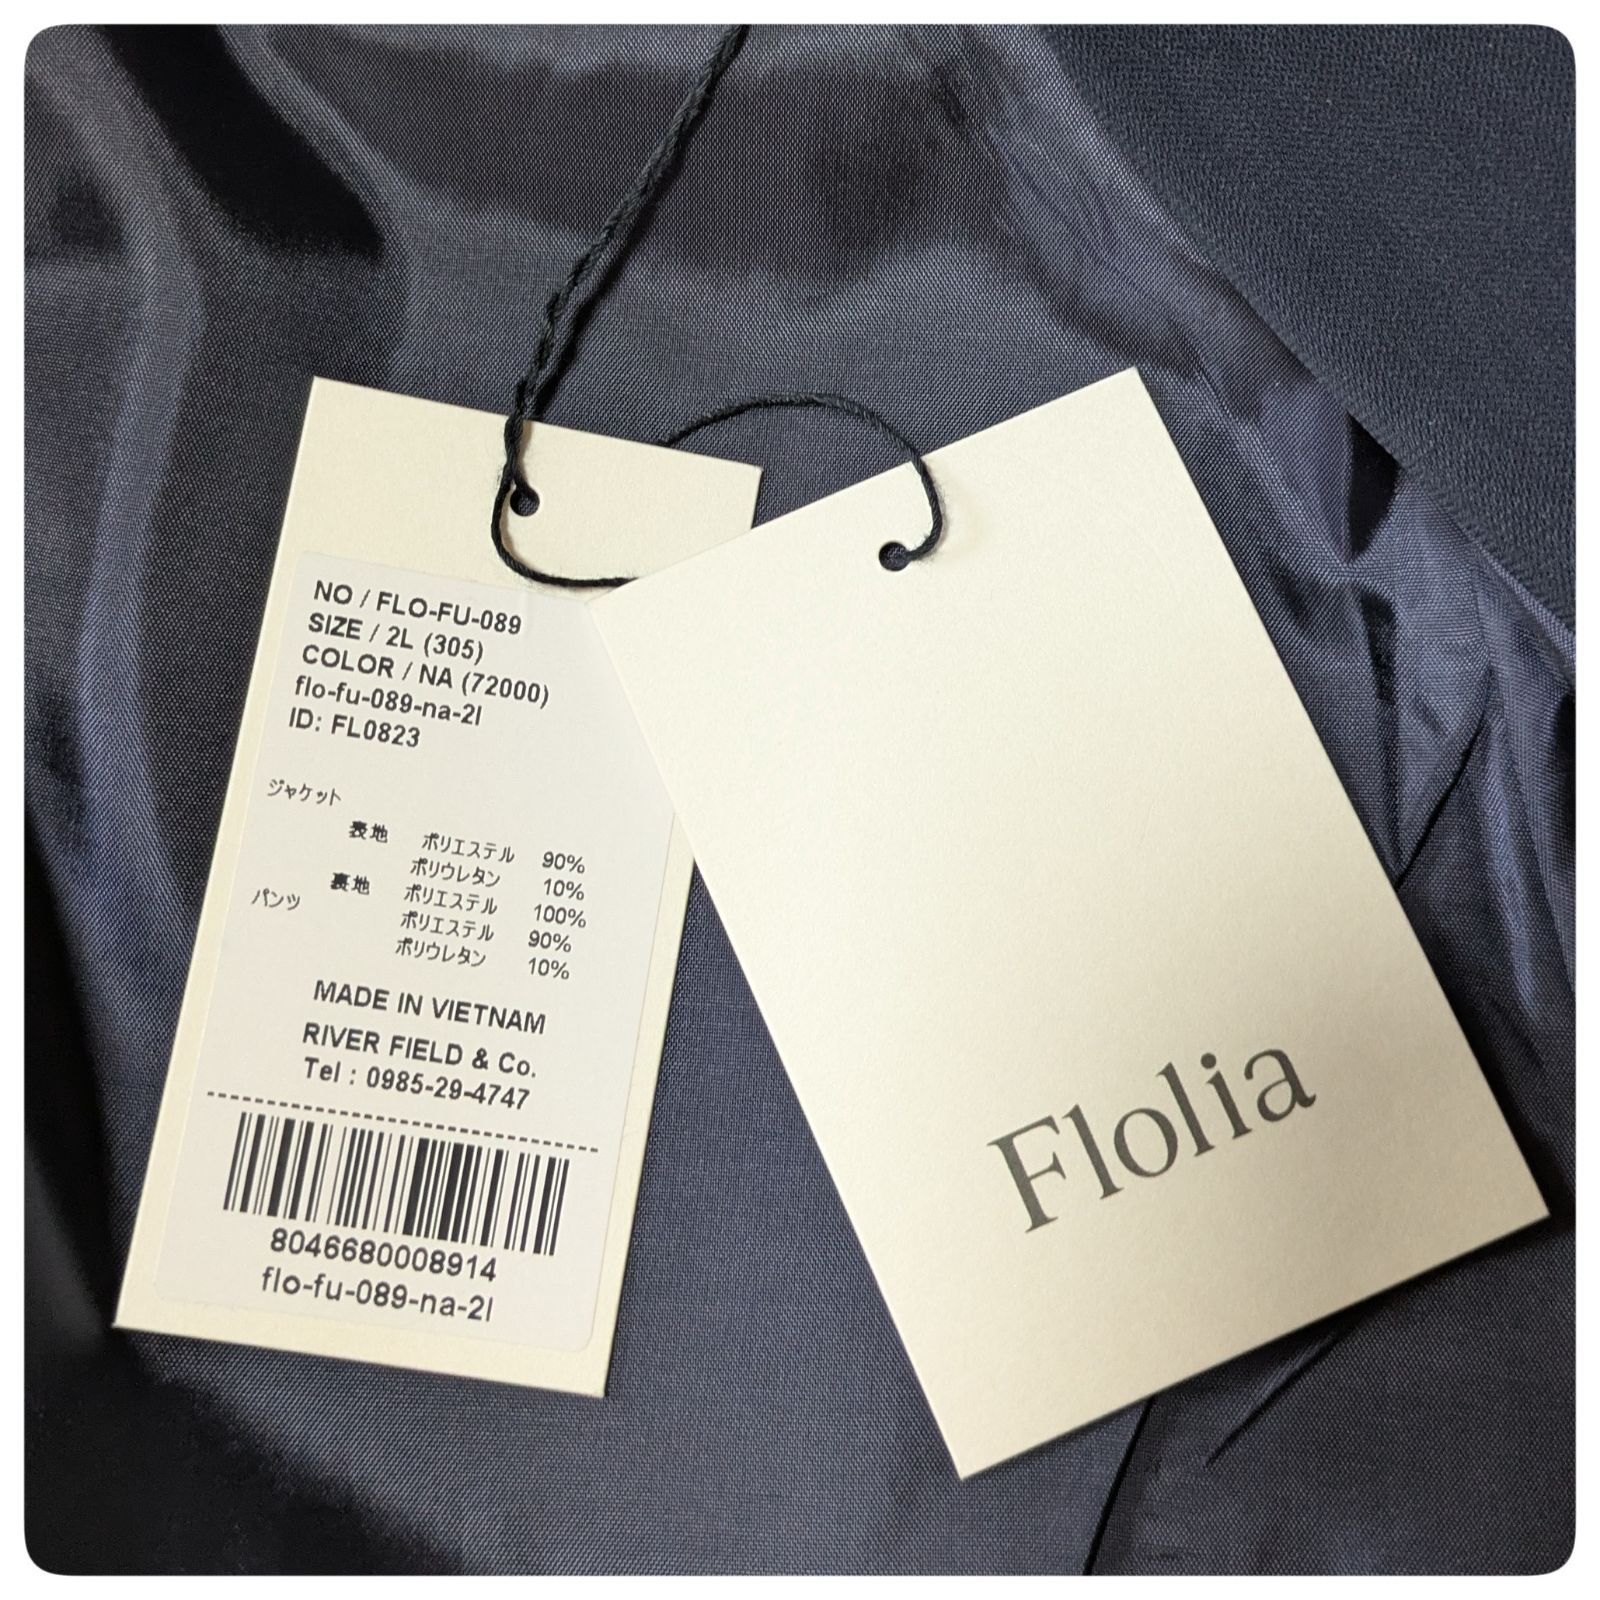 NO / FLO-FU-089
SIZE / 2L (305)
COLOR / NA (72000)
flo-fu-089-na-2l
ID: FL0823
ジャケット
表地 ポリエステル 90%
ポリウレタン 10%
裏地 ポリエステル 100%
パンツ ポリエステル 90%
ポリウレタン 10%
MADE IN VIETNAM
RIVER FIELD & Co.
Tel : 0985-29-4747
8046680008914
flo-fu-089-na-2l
Flolia